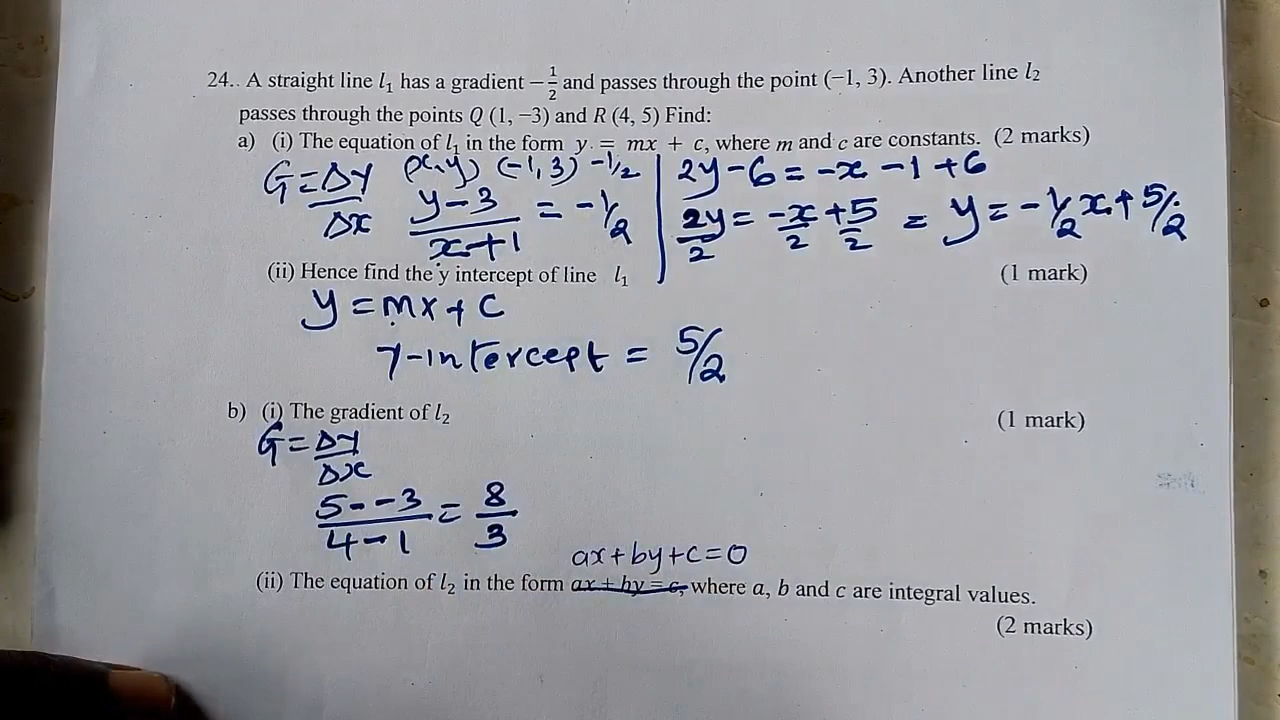 24.. A straight line l₁ has a gradient −1/2 and passes through the point (−1, 3). Another line l₂
passes through the points Q (1, −3) and R (4, 5) Find:
a) (i) The equation of l₁ in the form y = mx + c, where m and c are constants. (2 marks)
G = Δy/Δx (x, y) (−1, 3) −1/2
(y − 3)/(x + 1) = −1/2
2y − 6 = −x − 1 + 6
2y/2 = −x/2 + 5/2 = y = −1/2x + 5/2
(ii) Hence find the y intercept of line l₁ (1 mark)
y = mx + c
y-intercept = 5/2
b) (i) The gradient of l₂ (1 mark)
G = Δy/Δx
(5 - -3)/(4 - 1) = 8/3
ax + by + c = 0
(ii) The equation of l₂ in the form ax + by = c, where a, b and c are integral values.
(2 marks)